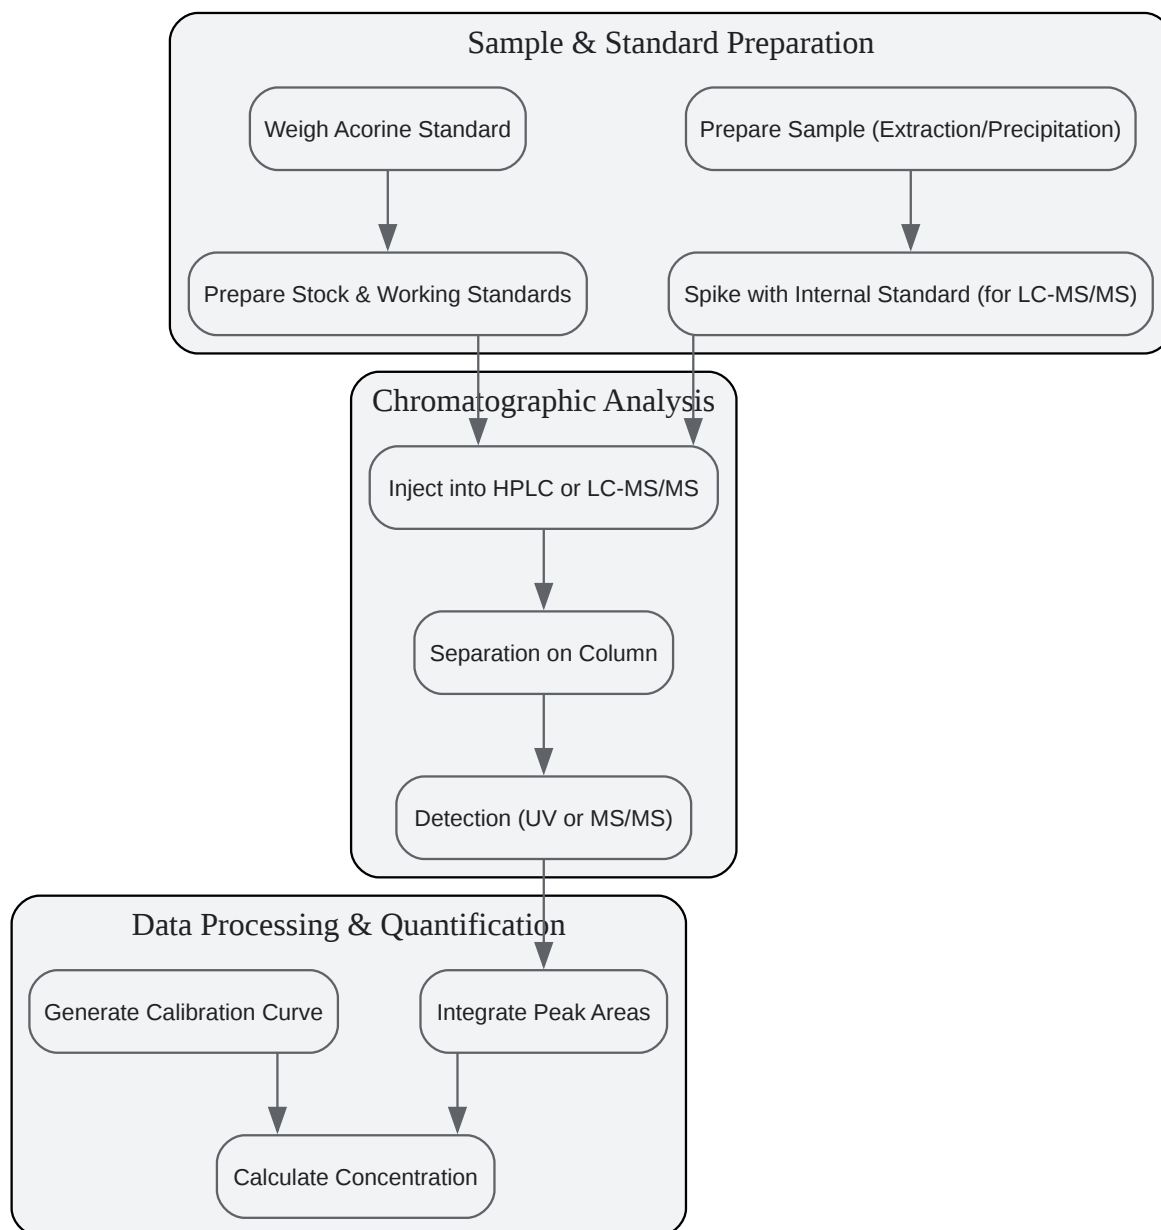 Sample & Standard Preparation
Weigh Acorine Standard
Prepare Sample (Extraction/Precipitation)
Prepare Stock & Working Standards
Spike with Internal Standard (for LC-MS/MS)
Chromatographic Analysis
Inject into HPLC or LC-MS/MS
Separation on Column
Detection (UV or MS/MS)
Data Processing & Quantification
Generate Calibration Curve
Integrate Peak Areas
Calculate Concentration